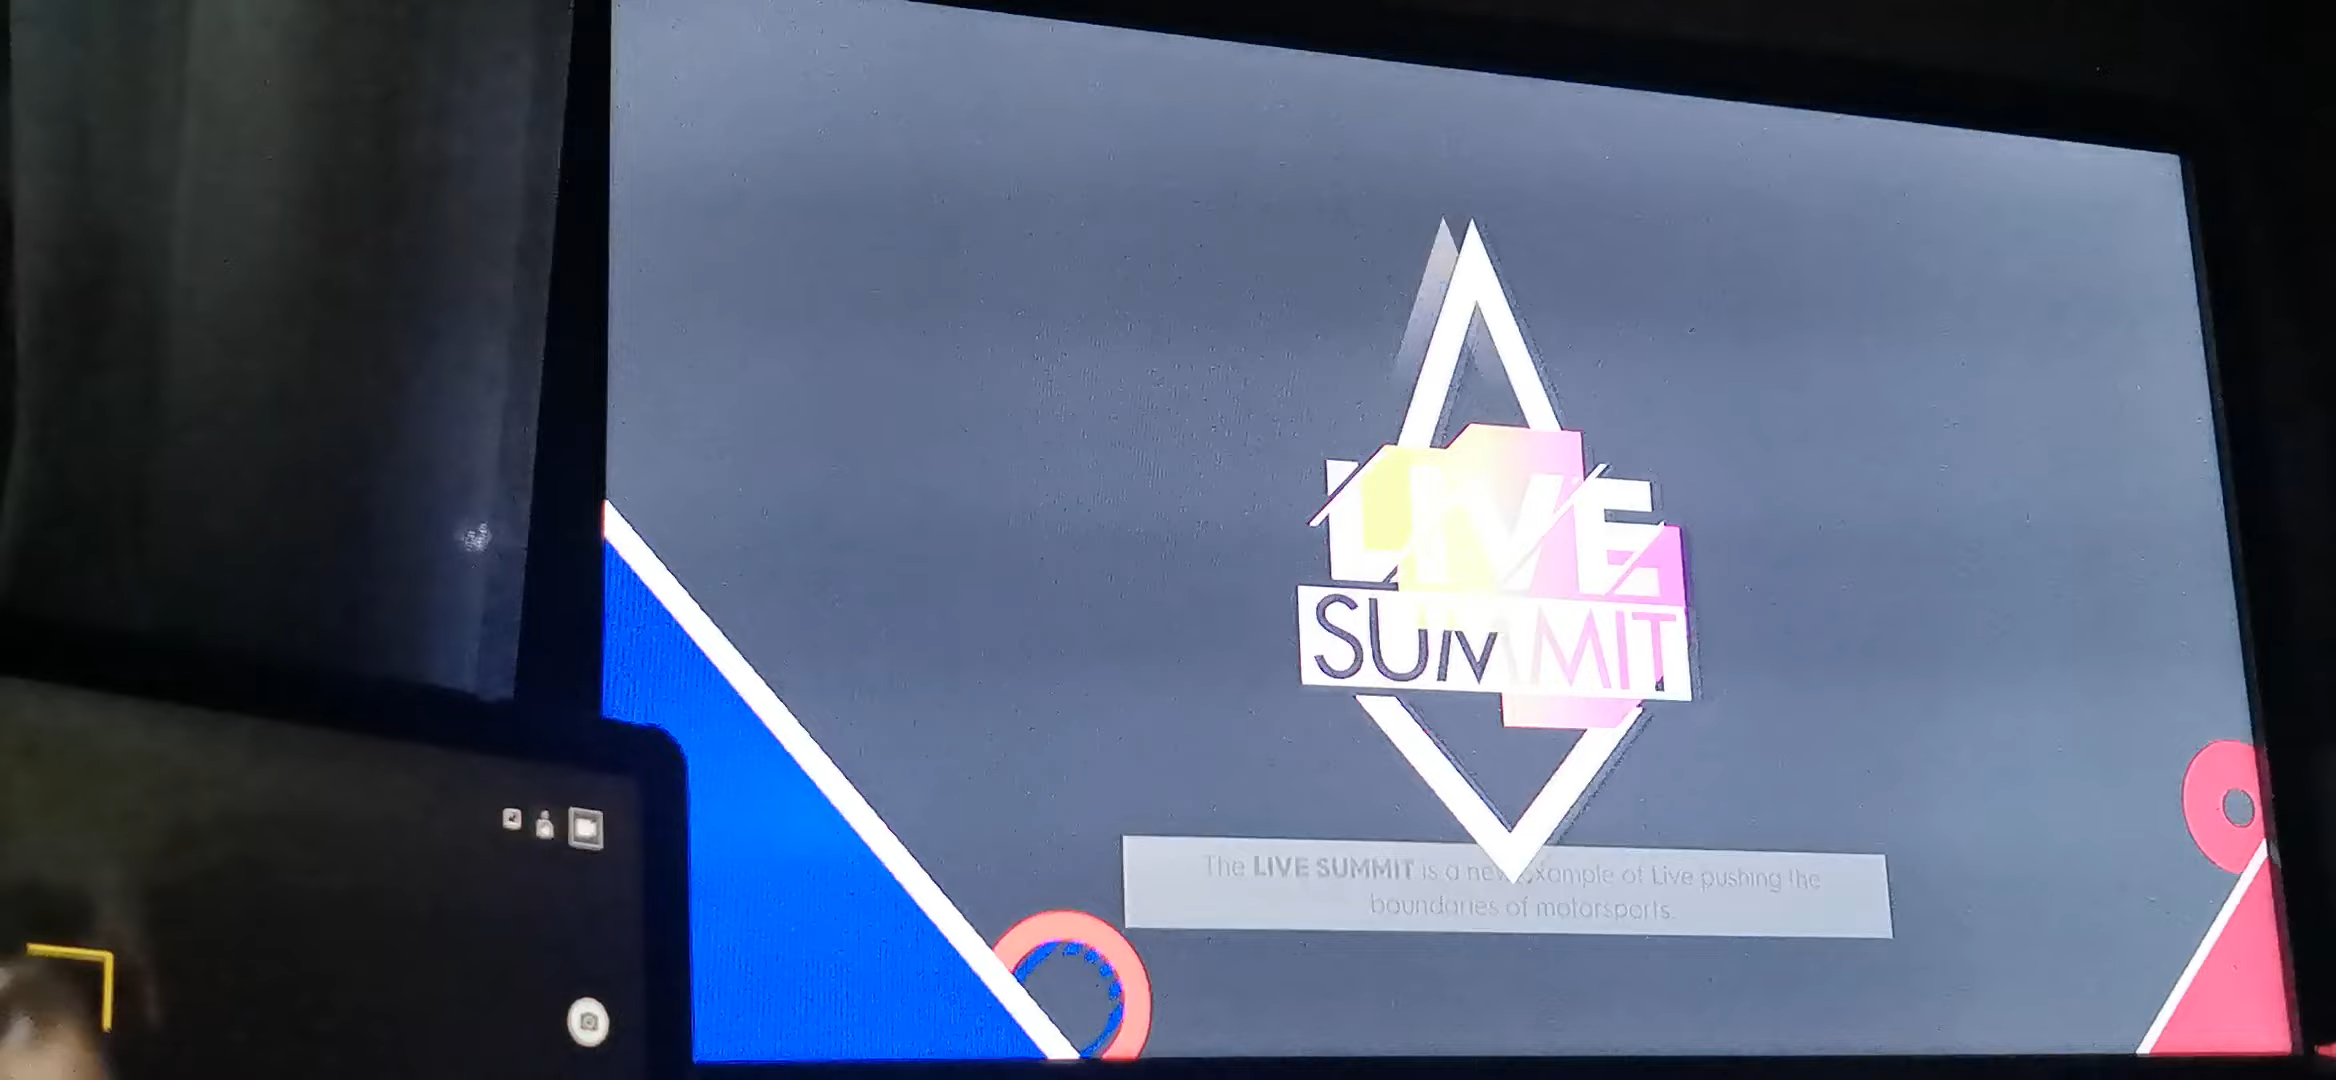 LIVE
SUMMIT
The LIVE SUMMIT is a new example of Live pushing the
boundaries of motorsports.